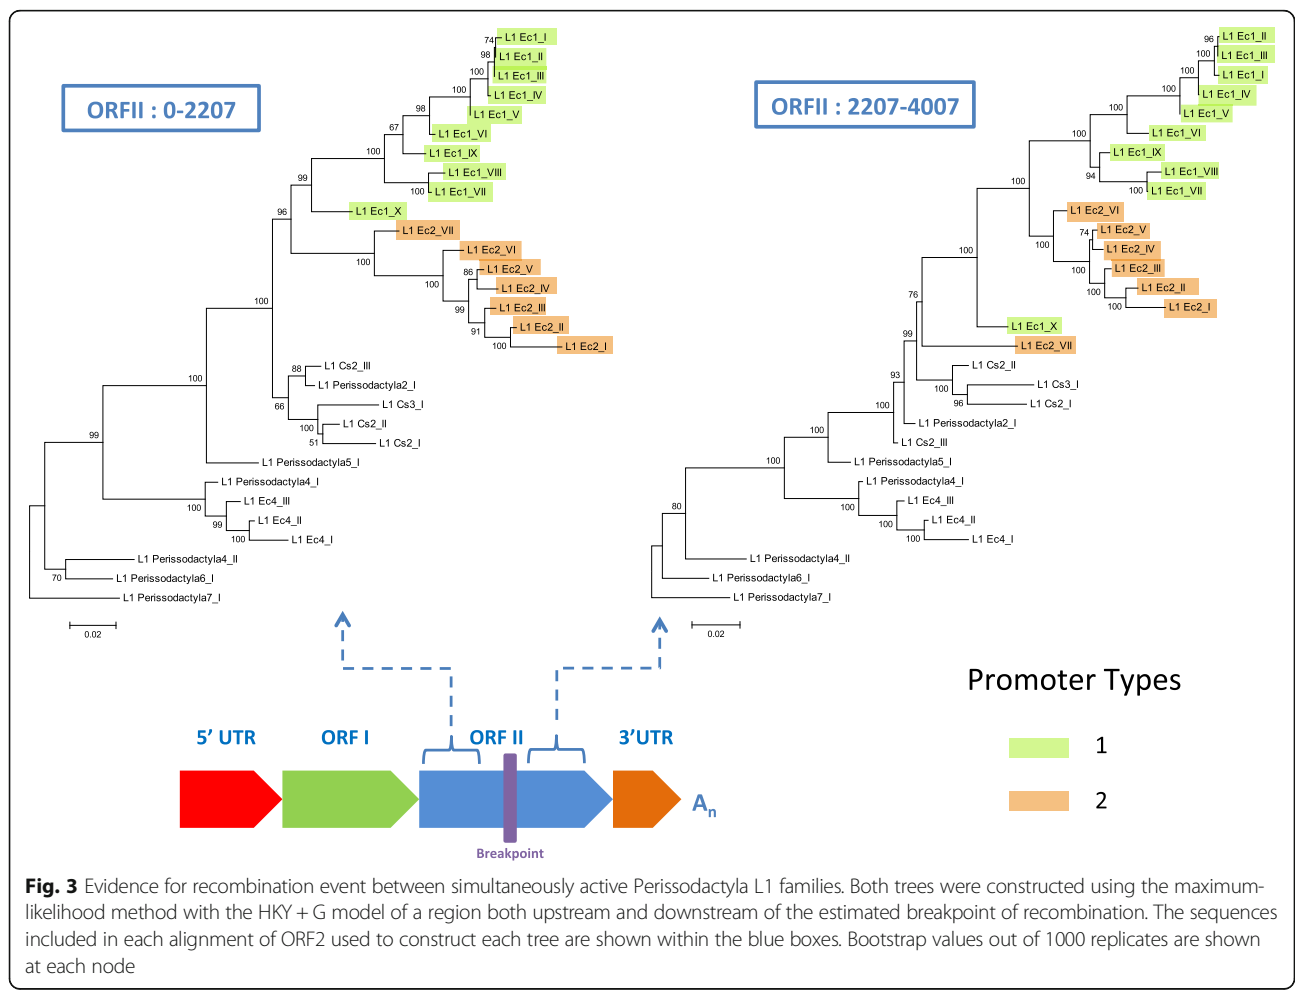 ORFII : 0-2207
74
L1 Ec1_I
98
L1 Ec1_II
100
L1 Ec1_III
100
L1 Ec1_IV
98
L1 Ec1_V
67
L1 Ec1_VI
100
L1 Ec1_IX
L1 Ec1_VIII
100
L1 Ec1_VII
99
L1 Ec1_X
96
L1 Ec2_VII
100
L1 Ec2_VI
100
86
L1 Ec2_V
L1 Ec2_IV
99
L1 Ec2_III
91
L1 Ec2_II
100
L1 Ec2_I
100
88
L1 Cs2_III
L1 Perissodactyla2_I
66
L1 Cs3_I
100
L1 Cs2_II
51
L1 Cs2_I
100
L1 Perissodactyla5_I
99
L1 Perissodactyla4_I
100
L1 Ec4_III
99
L1 Ec4_II
100
L1 Ec4_I
L1 Perissodactyla4_II
70
L1 Perissodactyla6_I
L1 Perissodactyla7_I
0.02
ORFII : 2207-4007
96
L1 Ec1_II
100
L1 Ec1_III
100
L1 Ec1_I
100
L1 Ec1_IV
L1 Ec1_V
100
L1 Ec1_VI
L1 Ec1_IX
94
L1 Ec1_VIII
100
L1 Ec1_VII
100
L1 Ec2_VI
100
74
L1 Ec2_V
L1 Ec2_IV
100
L1 Ec2_III
100
L1 Ec2_II
100
L1 Ec2_I
100
76
L1 Ec1_X
99
L1 Ec2_VII
93
L1 Cs2_II
100
L1 Cs3_I
96
L1 Cs2_I
100
L1 Perissodactyla2_I
L1 Cs2_III
100
L1 Perissodactyla5_I
100
L1 Perissodactyla4_I
100
L1 Ec4_III
100
L1 Ec4_II
100
L1 Ec4_I
80
L1 Perissodactyla4_II
L1 Perissodactyla6_I
L1 Perissodactyla7_I
0.02
Promoter Types
1
2
5' UTR
ORF I
ORF II
3'UTR
An
Breakpoint
Fig. 3 Evidence for recombination event between simultaneously active Perissodactyla L1 families. Both trees were constructed using the maximum-
likelihood method with the HKY + G model of a region both upstream and downstream of the estimated breakpoint of recombination. The sequences
included in each alignment of ORF2 used to construct each tree are shown within the blue boxes. Bootstrap values out of 1000 replicates are shown
at each node